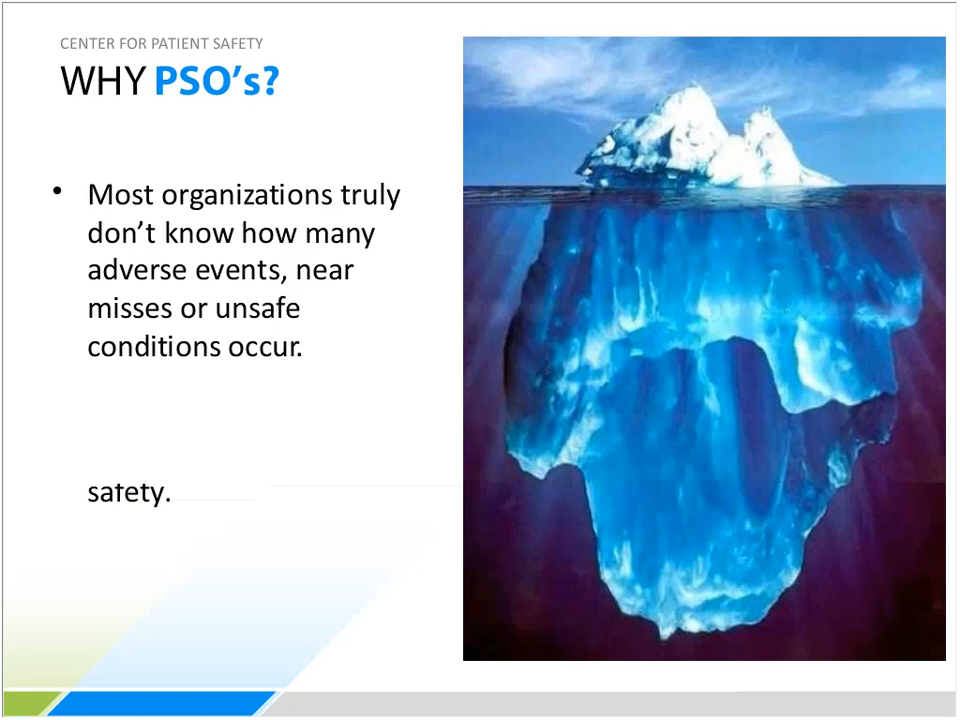 CENTER FOR PATIENT SAFETY
WHY PSO’s?
• Most organizations truly
don’t know how many
adverse events, near
misses or unsafe
conditions occur.
safety.